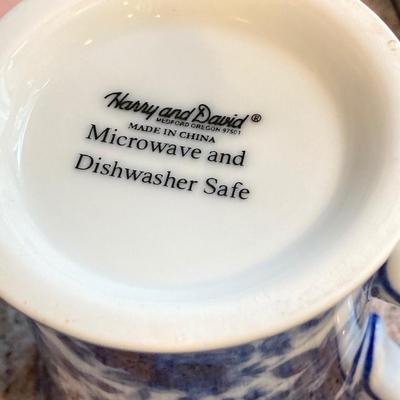 Harry and David®
MEDFORD OREGON 97501
MADE IN CHINA
Microwave and
Dishwasher Safe